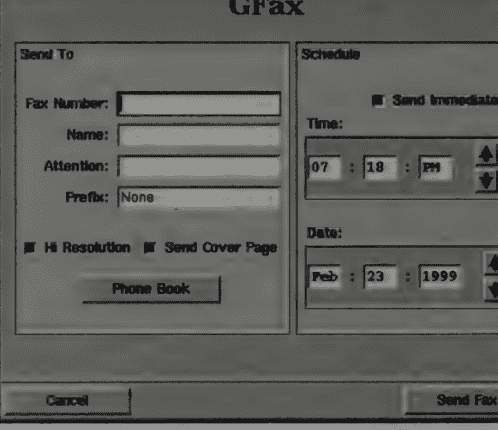 GFax
Send To
Fax Number:
Name:
Attention:
Prefix: None
Hi Resolution Send Cover Page
Phone Book
Schedule
Send Immediate
Time:
07 : 18 : PM
Date:
Feb : 23 : 1999
Cancel Send Fax